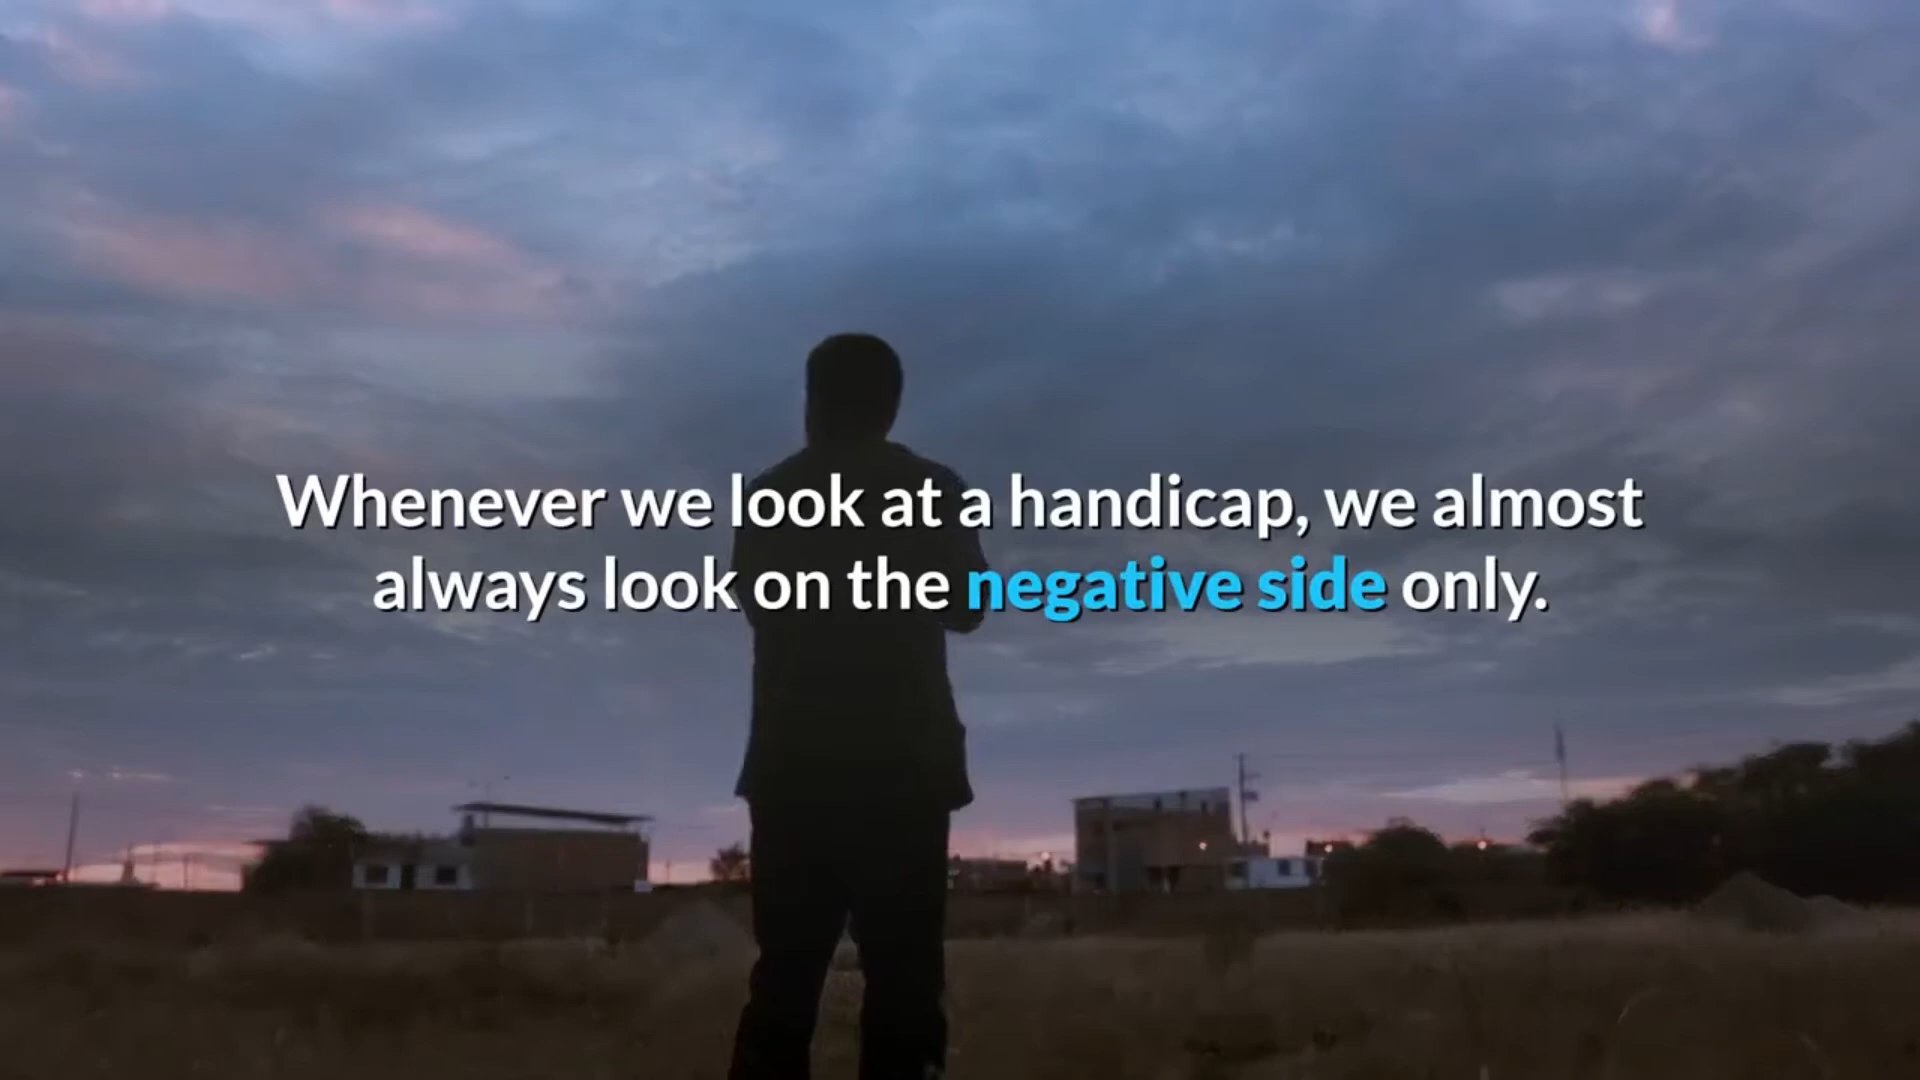 Whenever we look at a handicap, we almost
always look on the negative side only.